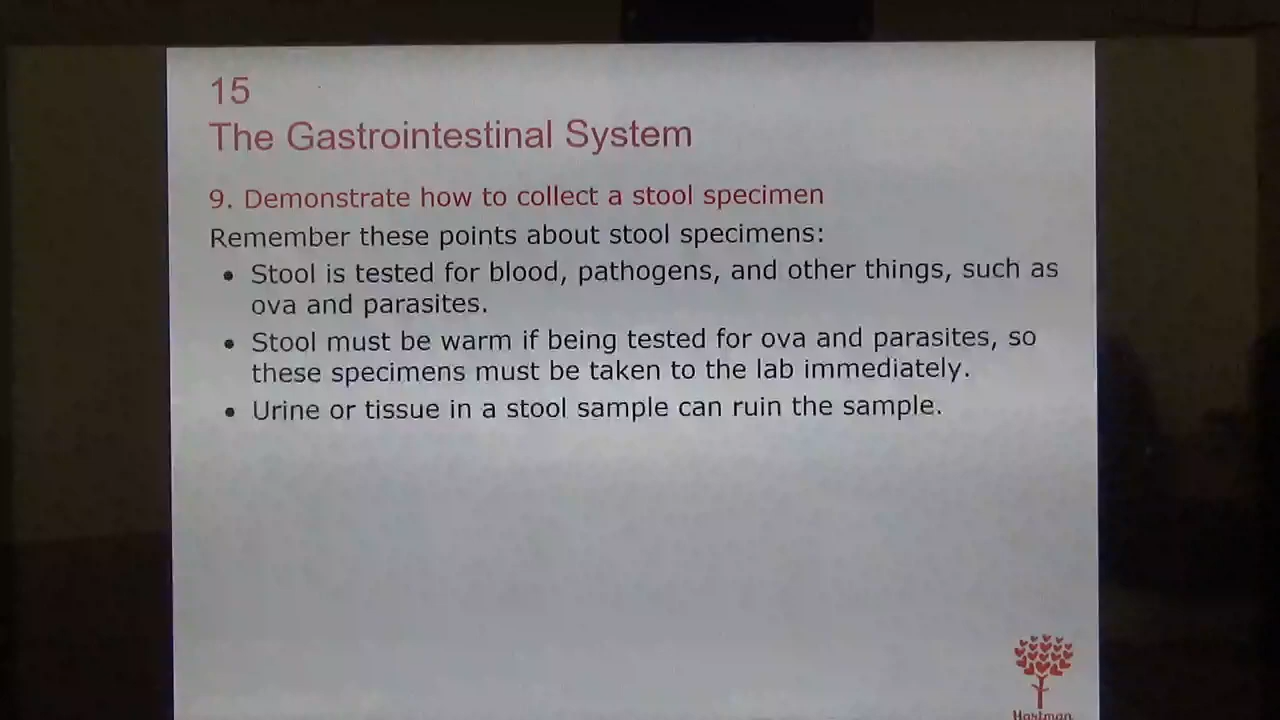 15
The Gastrointestinal System
9. Demonstrate how to collect a stool specimen
Remember these points about stool specimens:
• Stool is tested for blood, pathogens, and other things, such as
ova and parasites.
• Stool must be warm if being tested for ova and parasites, so
these specimens must be taken to the lab immediately.
• Urine or tissue in a stool sample can ruin the sample.
Hartman